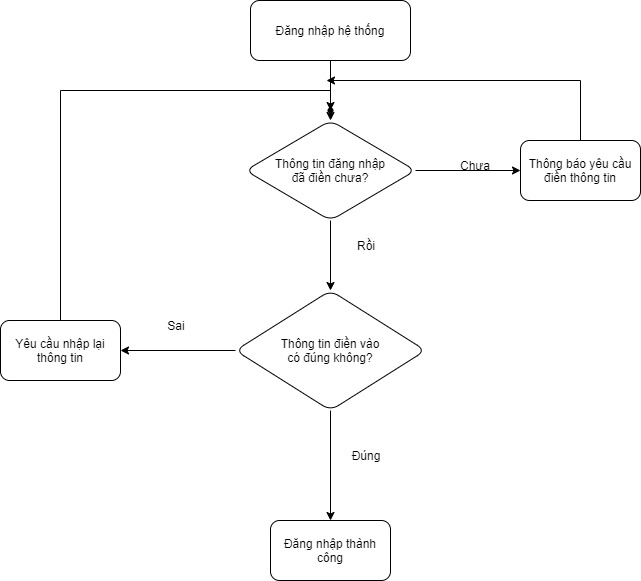 Đăng nhập hệ thống
Thông tin đăng nhập
đã điền chưa?
Chưa
Thông báo yêu cầu
điền thông tin
Rồi
Sai
Yêu cầu nhập lại
thông tin
Thông tin điền vào
có đúng không?
Đúng
Đăng nhập thành
công